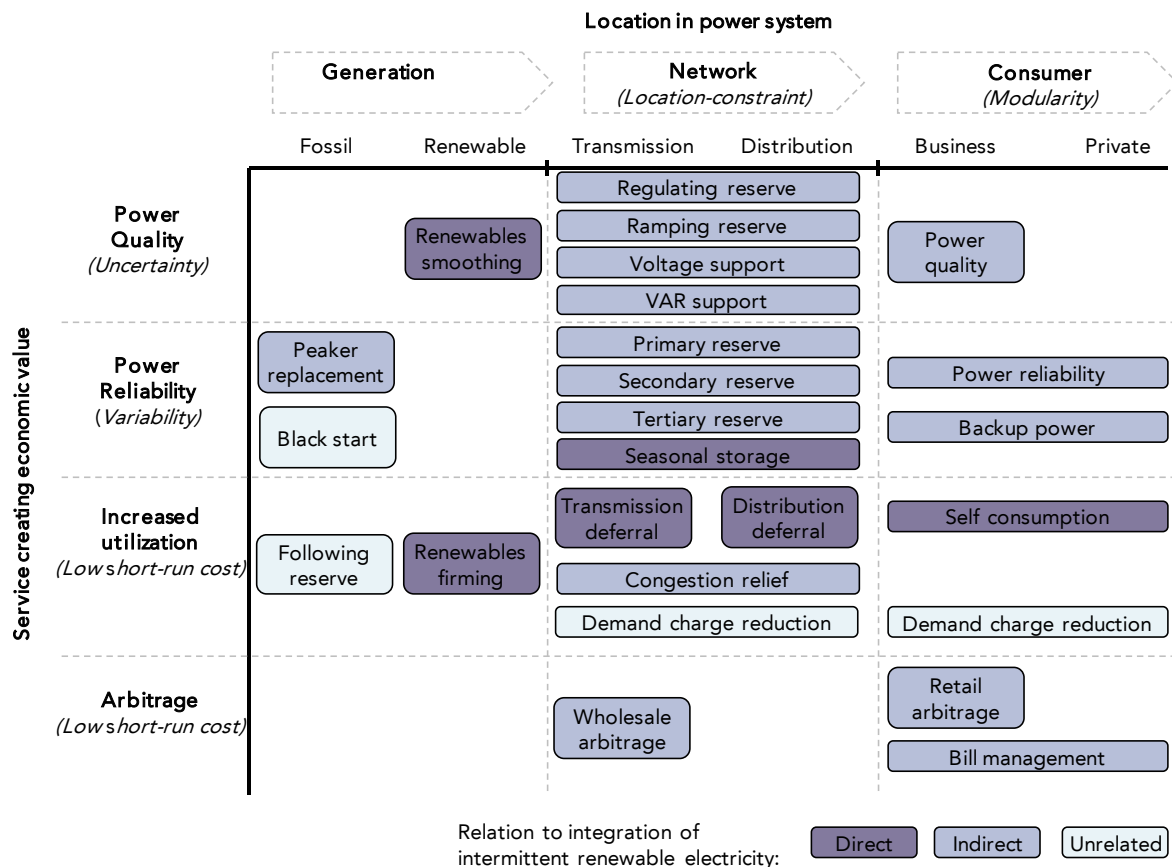 Location in power system
Generation
Network
(Location-constraint)
Consumer
(Modularity)
Fossil
Renewable
Transmission
Distribution
Business
Private
Service creating economic value
Power
Quality
(Uncertainty)
Renewables
smoothing
Regulating reserve
Ramping reserve
Voltage support
VAR support
Power
quality
Power
Reliability
(Variability)
Peaker
replacement
Black start
Primary reserve
Secondary reserve
Tertiary reserve
Seasonal storage
Power reliability
Backup power
Increased
utilization
(Low short-run cost)
Following
reserve
Renewables
firming
Transmission
deferral
Distribution
deferral
Congestion relief
Demand charge reduction
Self consumption
Demand charge reduction
Arbitrage
(Low short-run cost)
Wholesale
arbitrage
Retail
arbitrage
Bill management
Relation to integration of
intermittent renewable electricity:
Direct
Indirect
Unrelated